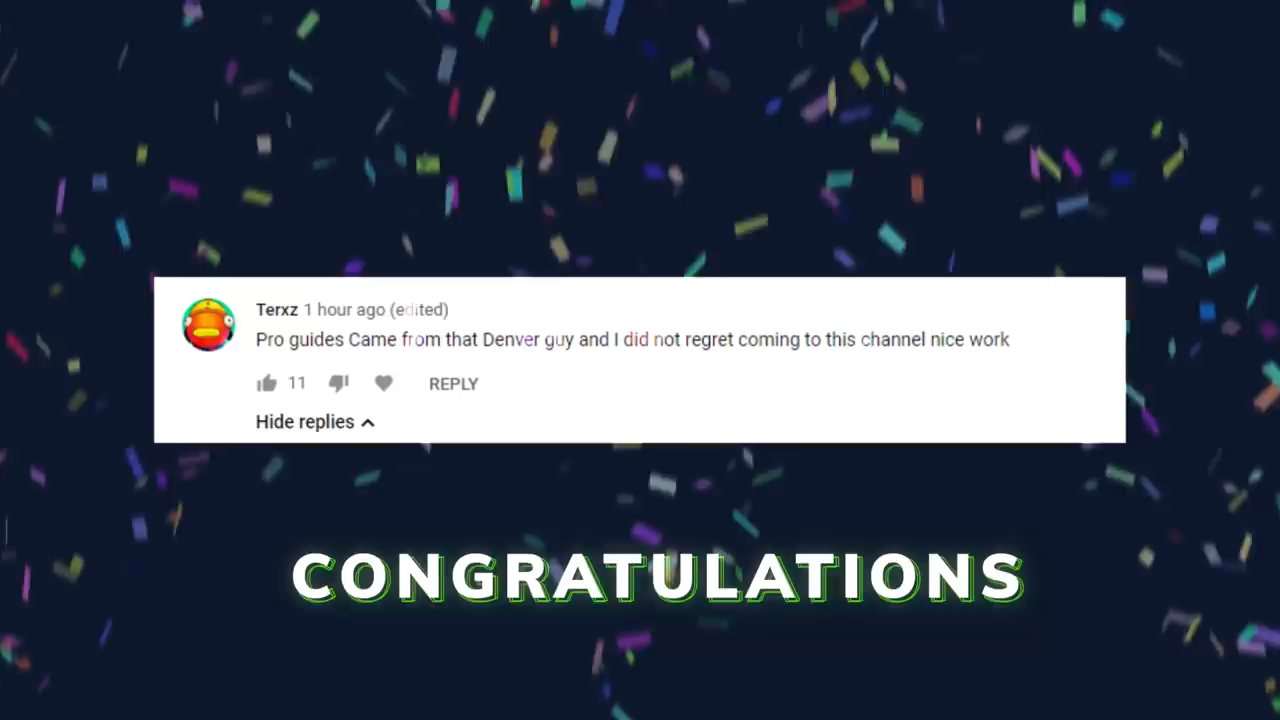 Terxz 1 hour ago (edited)
Pro guides Came from that Denver guy and I did not regret coming to this channel nice work
11 REPLY
Hide replies
CONGRATULATIONS